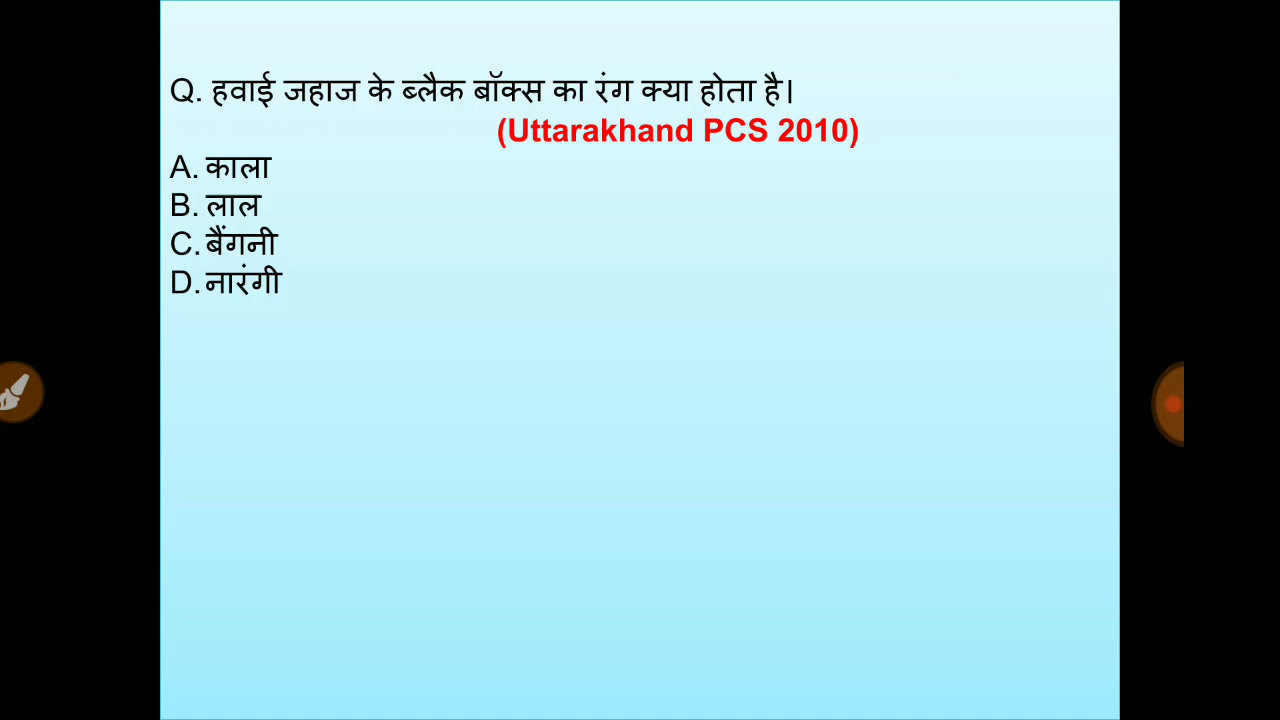 Q. हवाई जहाज के ब्लैक बॉक्स का रंग क्या होता है।
(Uttarakhand PCS 2010)
A. काला
B. लाल
C. बैंगनी
D. नारंगी